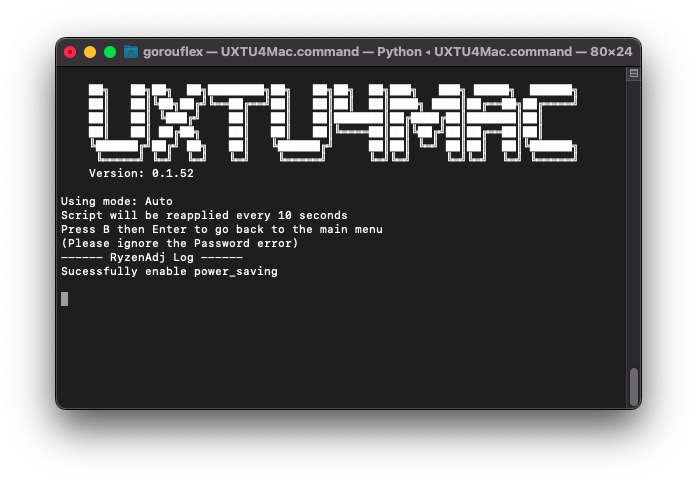 gorouflex — UXTU4Mac.command — Python ◂ UXTU4Mac.command — 80×24
UXTU4MAC
Version: 0.1.52
Using mode: Auto
Script will be reapplied every 10 seconds
Press B then Enter to go back to the main menu
(Please ignore the Password error)
------ RyzenAdj Log ------
Sucessfully enable power_saving